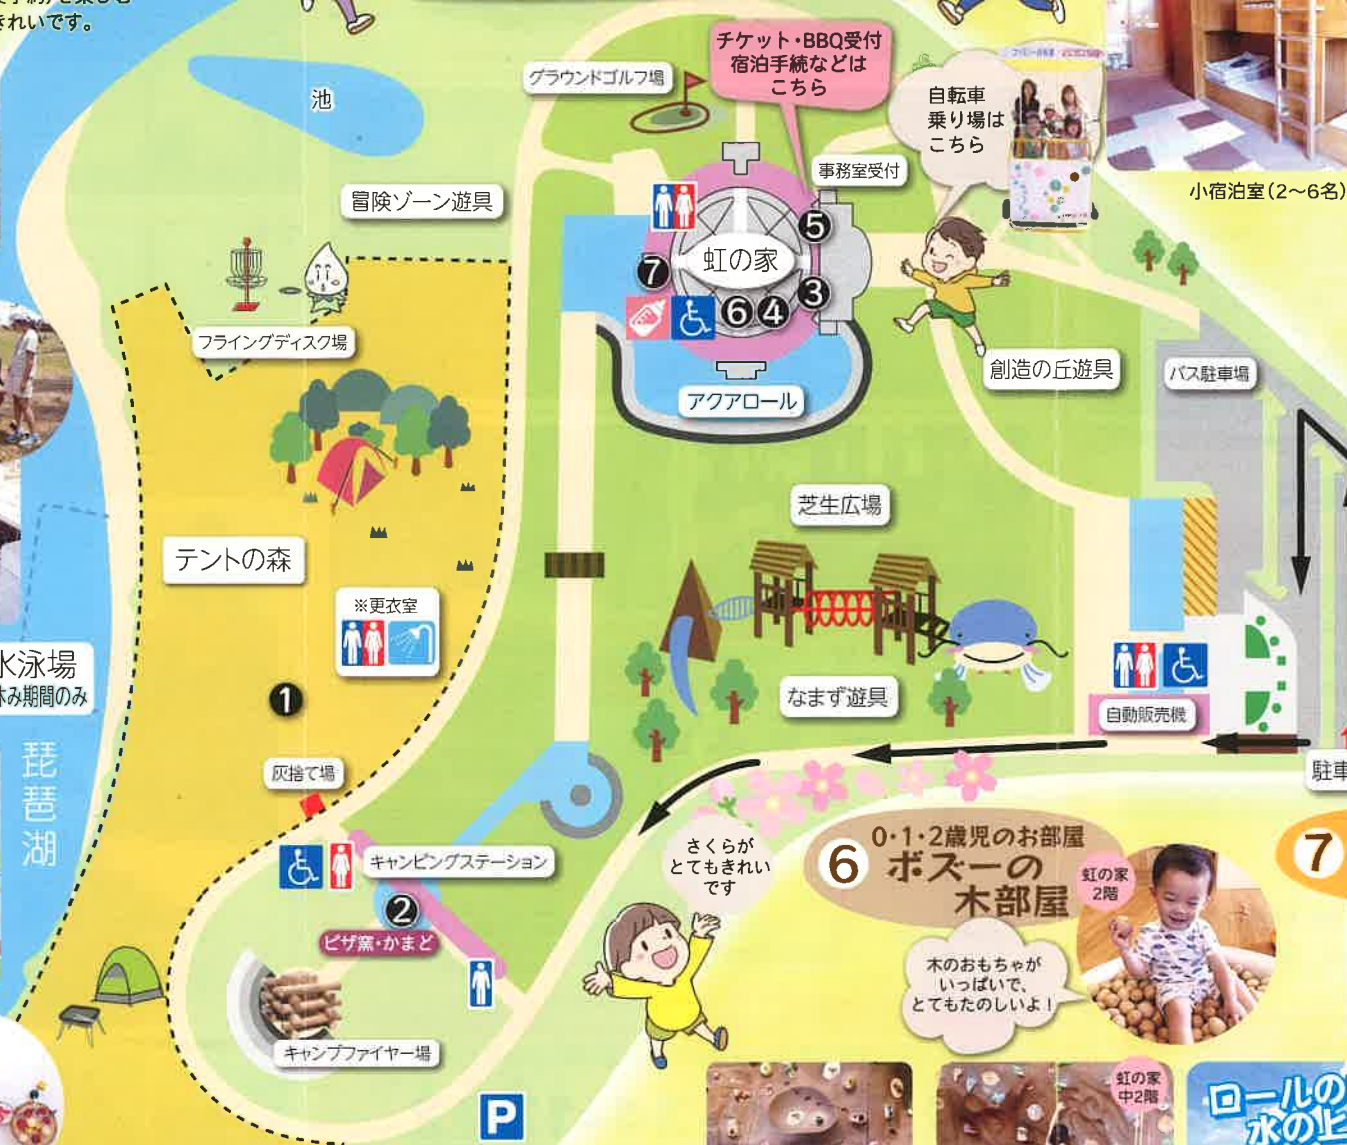 きれいです。
池
グラウンドゴルフ場
チケット・BBQ受付
宿泊手続などは
こちら
自転車
乗り場は
こちら
小宿泊室(2〜6名)
事務室受付
冒険ゾーン遊具
虹の家
5
7
3
6
4
フライングディスク場
アクアロール
創造の丘遊具
バス駐車場
芝生広場
テントの森
※更衣室
水泳場
休み期間のみ
1
なまず遊具
自動販売機
琵琶湖
灰捨て場
駐車
キャンピングステーション
2
ピザ窯・かまど
さくらが
とてもきれい
です
6
0・1・2歳児のお部屋
ボズーの
木部屋
虹の家
2階
7
木のおもちゃが
いっぱいで、
とてもたのしいよ!
キャンプファイヤー場
P
虹の家
中2階
ロールの
水の上